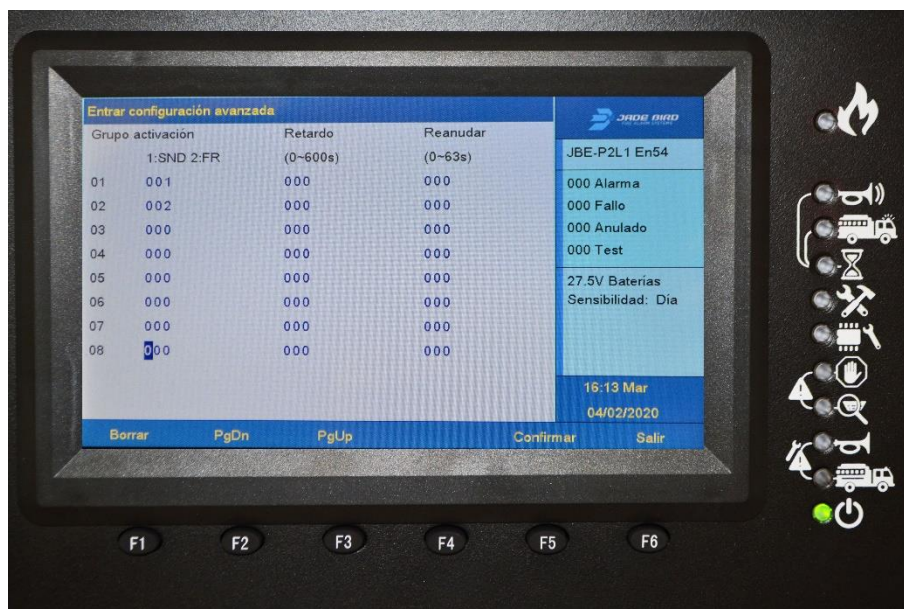 Entrar configuración avanzada
Grupo activación Retardo Reanudar
1:SND 2:FR (0~600s) (0~63s)
01 001 000 000
02 002 000 000
03 000 000 000
04 000 000 000
05 000 000 000
06 000 000 000
07 000 000 000
08 000 000 000
JADE BIRD
FIRE ALARM SYSTEMS
JBE-P2L1 En54
000 Alarma
000 Fallo
000 Anulado
000 Test
27.5V Baterias
Sensibilidad: Día
16:13 Mar
04/02/2020
Borrar PgDn PgUp Confirmar Salir
F1 F2 F3 F4 F5 F6